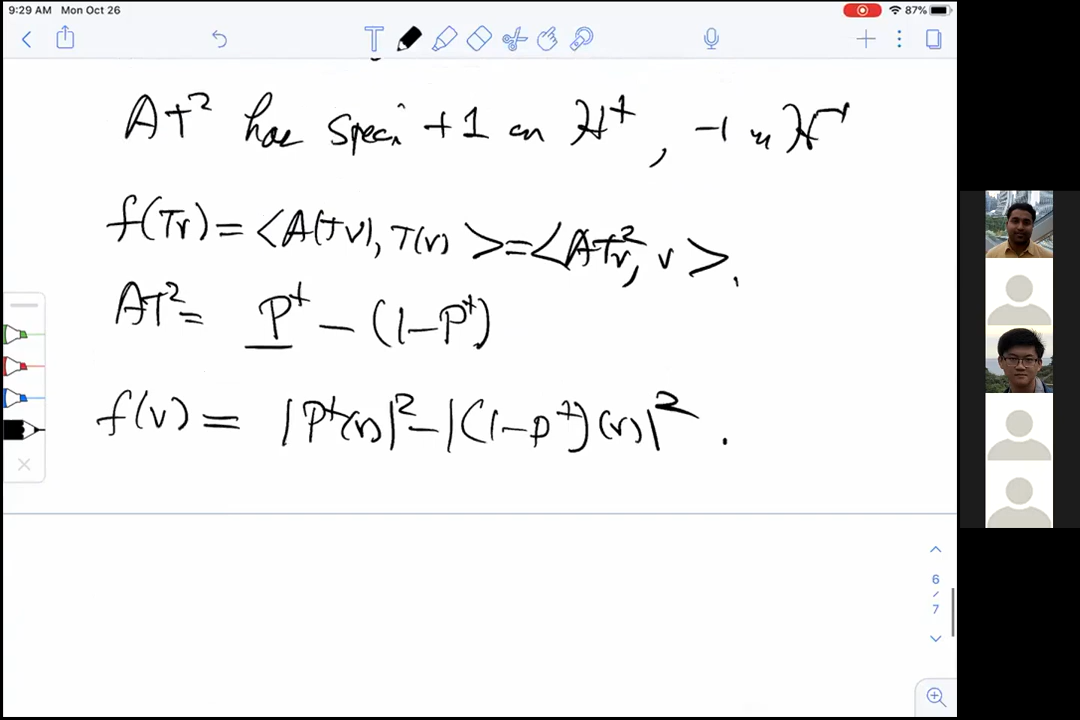 9:29 AM Mon Oct 26
87%
AT² has spec. +1 on H⁺, -1 on H⁻
f(Tv) = <A(Tv), T(v)> = <AT²v, v>.
AT² = P⁺ - (1-P⁺)
f(v) = |P⁺(v)|² - |(1-P⁺)(v)|².
6
/
7